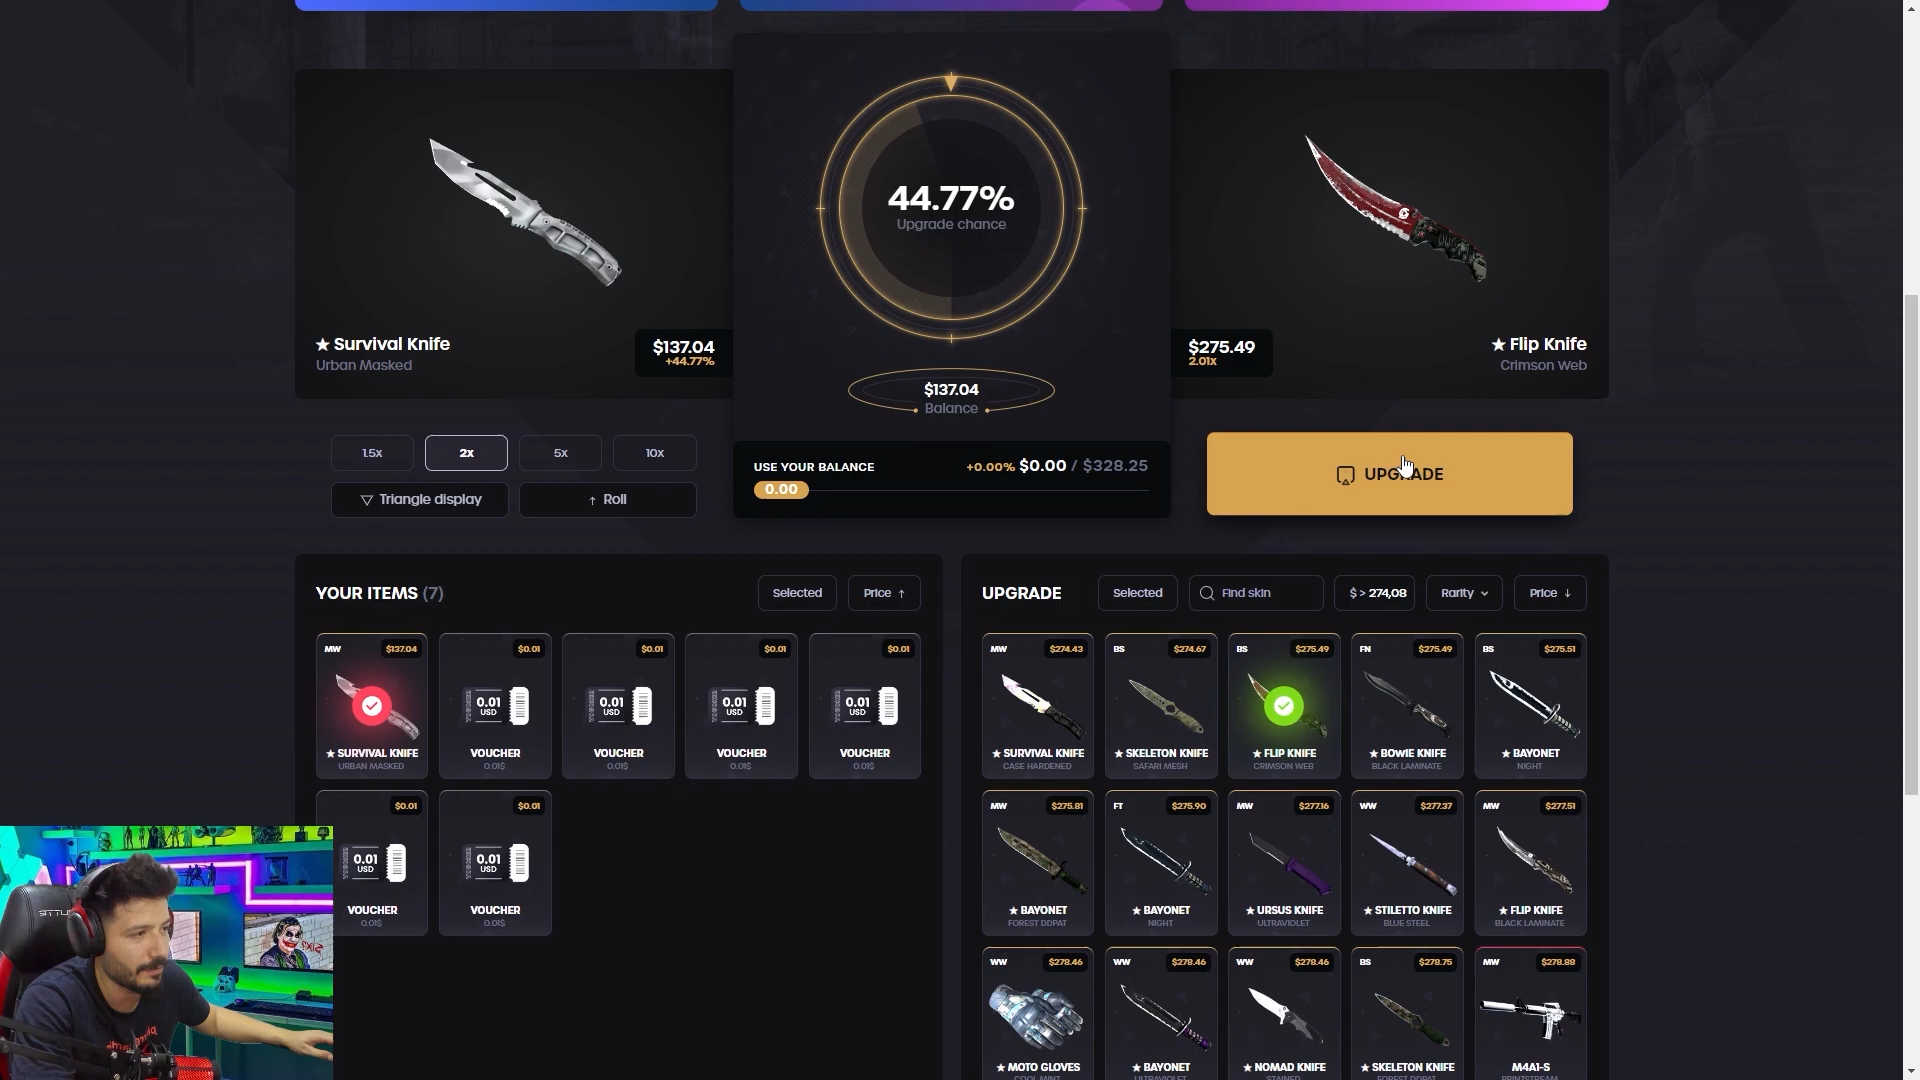 44.77%
Upgrade chance
★ Survival Knife
Urban Masked
$137.04
+44.77%
$137.04
Balance
$275.49
2.01x
★ Flip Knife
Crimson Web
1.5x
2x
5x
10x
Triangle display
↑ Roll
USE YOUR BALANCE
+0.00% $0.00 / $328.25
0.00
UPGRADE
YOUR ITEMS (7)
Selected
Price ↑
MW $137.04
★ SURVIVAL KNIFE
URBAN MASKED
$0.01
0.01
USD
VOUCHER
0.01$
$0.01
0.01
USD
VOUCHER
0.01$
$0.01
0.01
USD
VOUCHER
0.01$
$0.01
0.01
USD
VOUCHER
0.01$
$0.01
0.01
USD
VOUCHER
0.01$
$0.01
0.01
USD
VOUCHER
0.01$
UPGRADE
Selected
Find skin
$ > 274,08
Rarity
Price ↓
MW $274.43
★ SURVIVAL KNIFE
CASE HARDENED
BS $274.67
★ SKELETON KNIFE
SAFARI MESH
BS $275.49
★ FLIP KNIFE
CRIMSON WEB
FN $275.49
★ BOWIE KNIFE
BLACK LAMINATE
BS $275.51
★ BAYONET
NIGHT
MW $275.81
★ BAYONET
FOREST DDPAT
FT $275.90
★ BAYONET
NIGHT
MW $277.16
★ URSUS KNIFE
ULTRAVIOLET
WW $277.37
★ STILETTO KNIFE
BLUE STEEL
MW $277.51
★ FLIP KNIFE
BLACK LAMINATE
WW $278.46
★ MOTO GLOVES
COOL MINT
WW $278.46
★ BAYONET
ULTRAVIOLET
WW $278.46
★ NOMAD KNIFE
STAINED
BS $278.75
★ SKELETON KNIFE
FOREST DDPAT
MW $278.88
M4A1-S
PRINTSTREAM